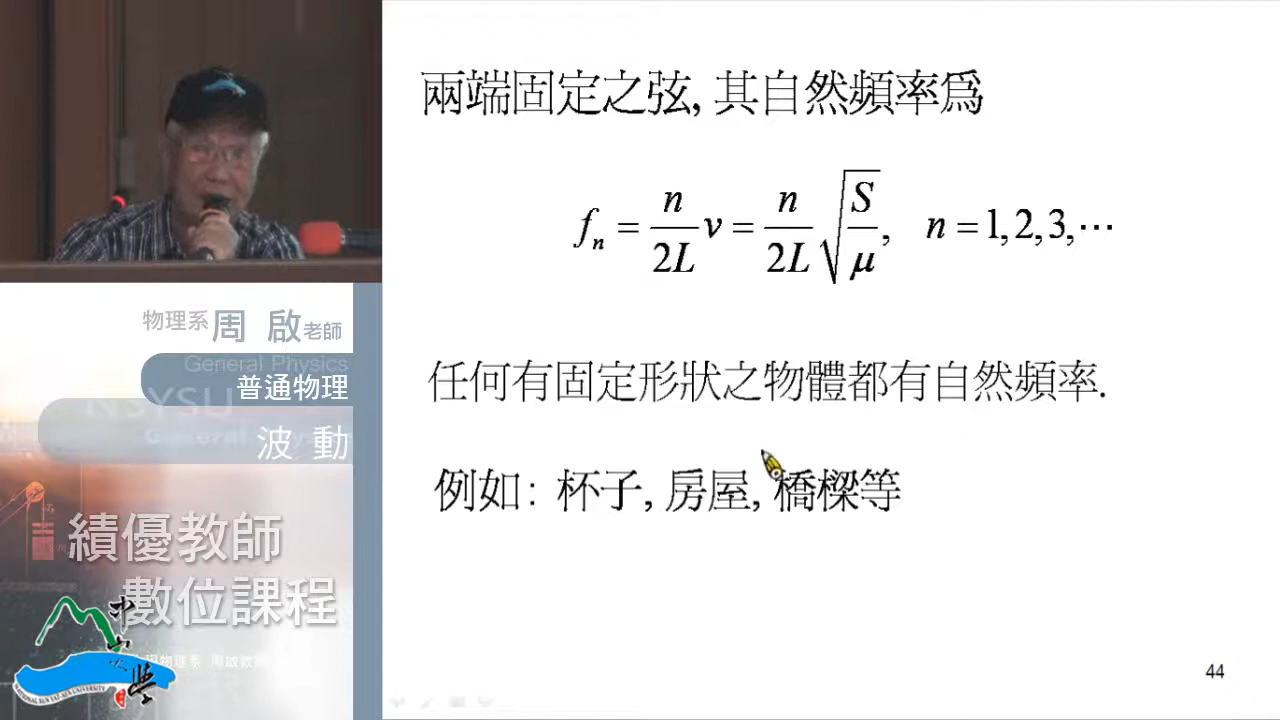 兩端固定之弦, 其自然頻率為
fₙ = n/2L v = n/2L √(S/μ), n = 1, 2, 3, ⋯
任何有固定形狀之物體都有自然頻率.
例如: 杯子, 房屋, 橋樑等
44
物理系 周 啟 老師
General Physics
普通物理
NSYSU
波 動
績優教師
數位課程